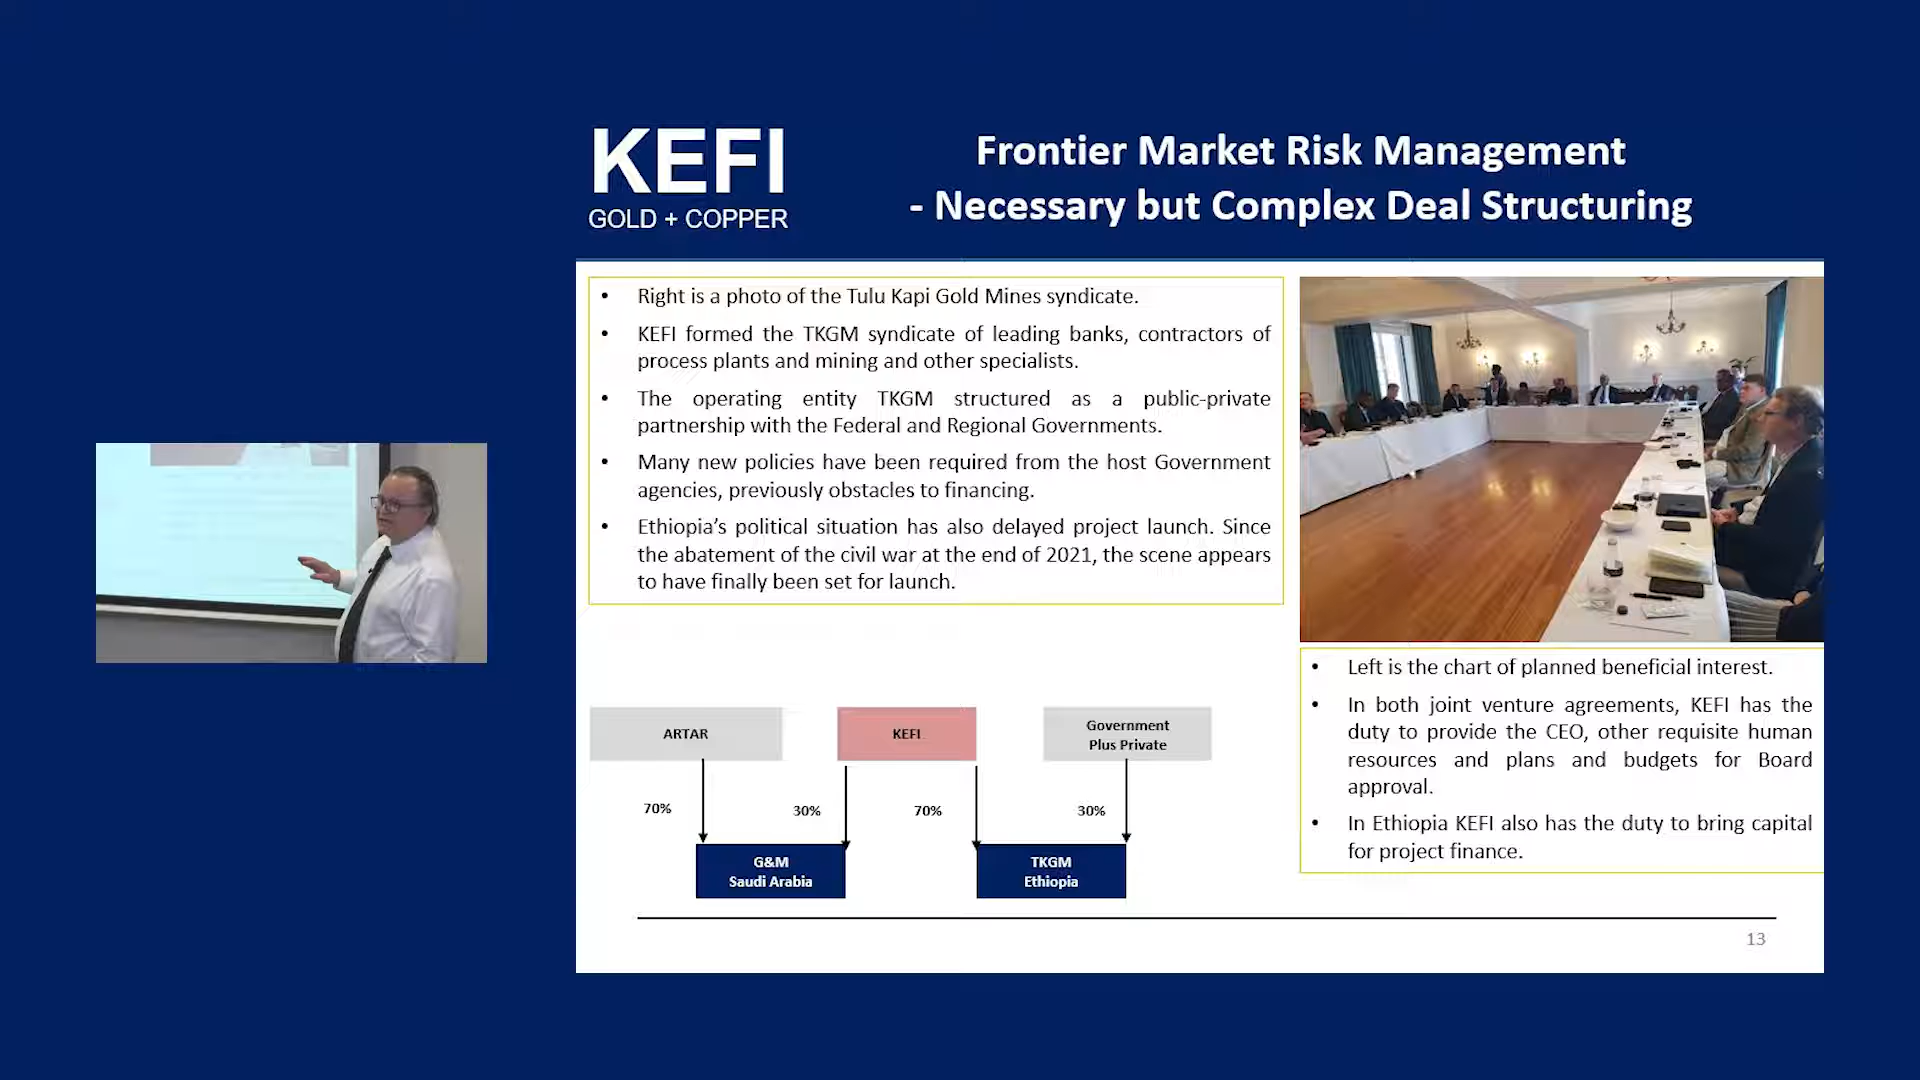 KEFI
GOLD + COPPER
Frontier Market Risk Management
- Necessary but Complex Deal Structuring
• Right is a photo of the Tulu Kapi Gold Mines syndicate.
• KEFI formed the TKGM syndicate of leading banks, contractors of
process plants and mining and other specialists.
• The operating entity TKGM structured as a public-private
partnership with the Federal and Regional Governments.
• Many new policies have been required from the host Government
agencies, previously obstacles to financing.
• Ethiopia’s political situation has also delayed project launch. Since
the abatement of the civil war at the end of 2021, the scene appears
to have finally been set for launch.
• Left is the chart of planned beneficial interest.
• In both joint venture agreements, KEFI has the
duty to provide the CEO, other requisite human
resources and plans and budgets for Board
approval.
• In Ethiopia KEFI also has the duty to bring capital
for project finance.
ARTAR
KEFI
Government
Plus Private
70%
30%
70%
30%
G&M
Saudi Arabia
TKGM
Ethiopia
13